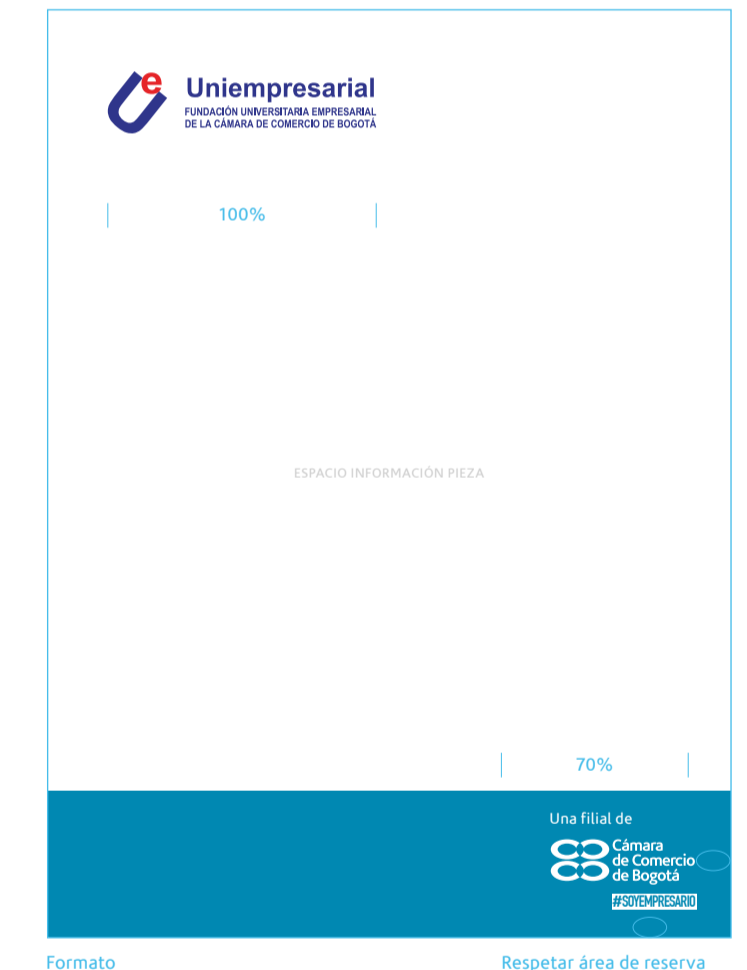 e
Uniempresarial
FUNDACIÓN UNIVERSITARIA EMPRESARIAL
DE LA CÁMARA DE COMERCIO DE BOGOTÁ
100%
ESPACIO INFORMACIÓN PIEZA
70%
Una filial de
Cámara
de Comercio
de Bogotá
#SOYEMPRESARIO
Formato
Respetar área de reserva